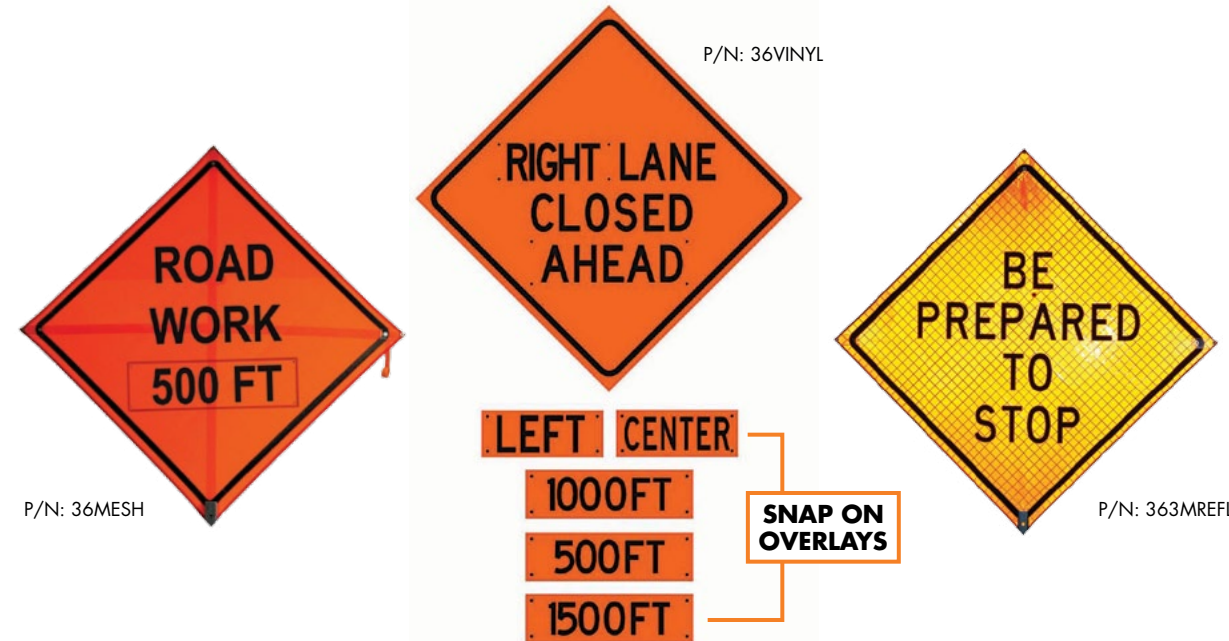 P/N: 36VINYL
RIGHT LANE
CLOSED
AHEAD
ROAD
WORK
500 FT
P/N: 36MESH
BE
PREPARED
TO
STOP
P/N: 363MREFI
LEFT
CENTER
1000FT
500FT
1500FT
SNAP ON
OVERLAYS